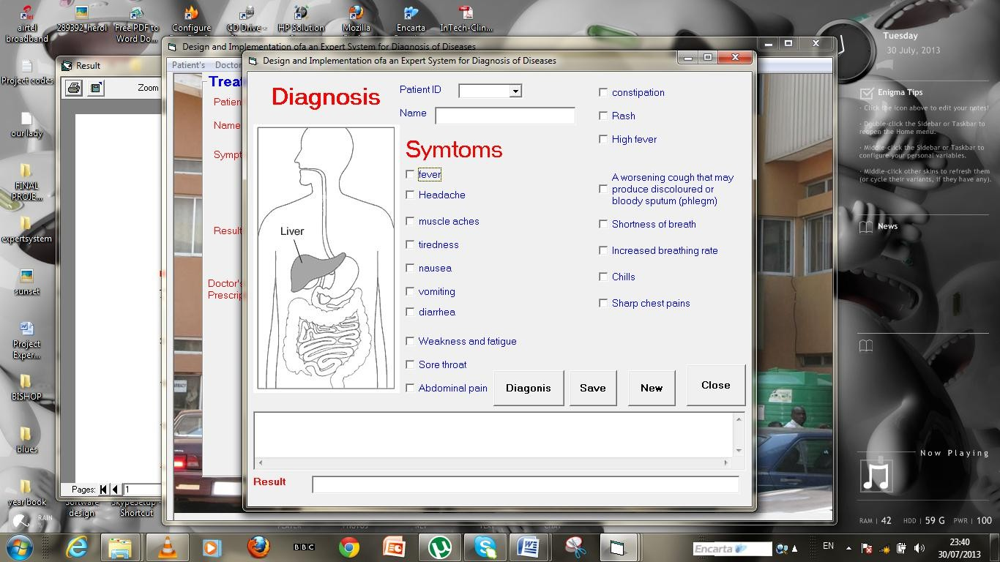 airtel
broadband
289392_herol
Free PDF to
Word Do...
Configure
CD Drive -
HP Solution
Mozilla
Encarta
InTech-Clin...
Project codes
our lady
FINAL
PROJE...
expertsystem
sunset
Project
Exper...
BISHOP
blues
year book
Software
design
SkypeSetup -
Shortcut
RAIN
Result
Zoom
Pages:
1
Design and Implementation ofa an Expert System for Diagnosis of Diseases
Patient's
Doctor
Treat
Patien
Name
Sympt
Result
Doctor's
Prescrip
Design and Implementation ofa an Expert System for Diagnosis of Diseases
Diagnosis
Patient ID
Name
Liver
Symtoms
fever
Headache
muscle aches
tiredness
nausea
vomiting
diarrhea
Weakness and fatigue
Sore throat
Abdominal pain
constipation
Rash
High fever
A worsening cough that may
produce discoloured or
bloody sputum (phlegm)
Shortness of breath
Increased breathing rate
Chills
Sharp chest pains
Diagonis
Save
New
Close
Result
Tuesday
30 July, 2013
Enigma Tips
· Click the icon above to edit your notes!
· Double-click the Sidebar or Taskbar to
reopen the Home menu.
· Middle-click the Sidebar or Taskbar to
configure your personal variables.
· Middle-click other skins to refresh them
(or cycle their variants, if they have any).
News
Now Playing
RAM | 42
HDD | 59 G
PWR | 100
PLAYER
PHOTOS
NET
TEXT
CHAT
BBC
Encarta
EN
23:40
30/07/2013